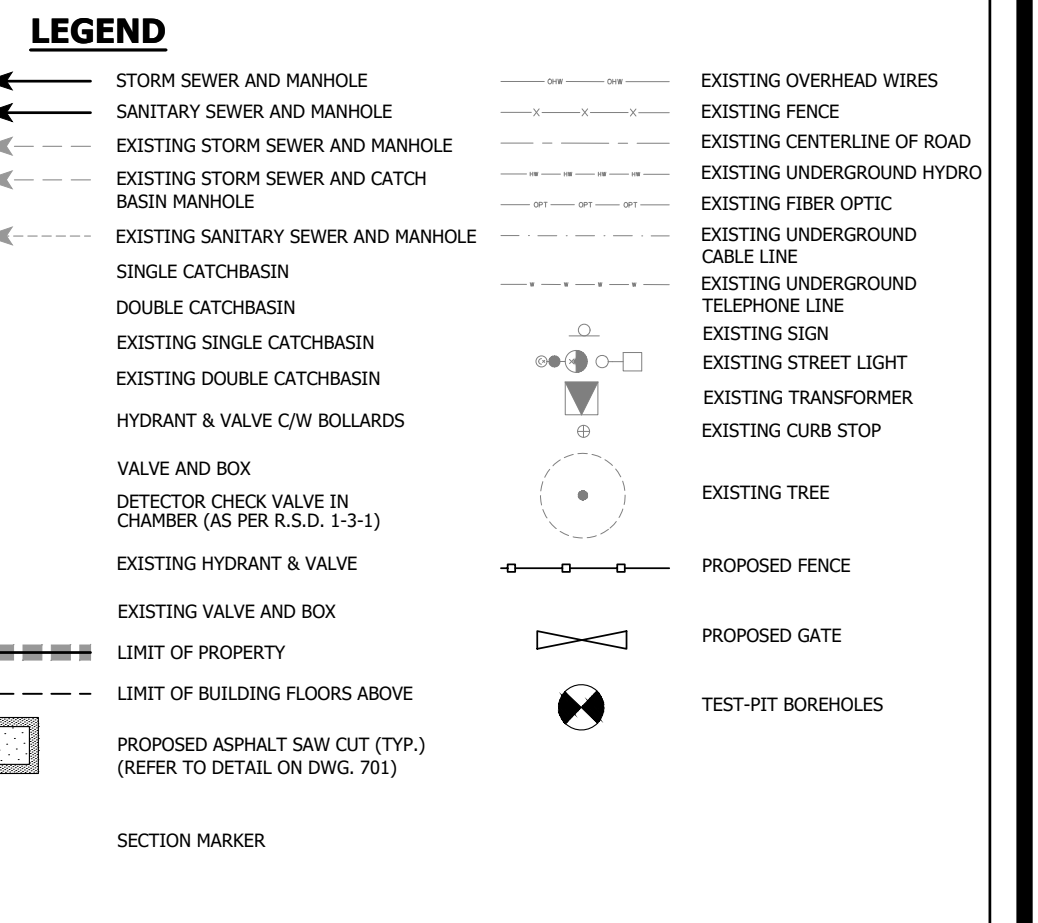 LEGEND
STORM SEWER AND MANHOLE
SANITARY SEWER AND MANHOLE
EXISTING STORM SEWER AND MANHOLE
EXISTING STORM SEWER AND CATCH
BASIN MANHOLE
EXISTING SANITARY SEWER AND MANHOLE
SINGLE CATCHBASIN
DOUBLE CATCHBASIN
EXISTING SINGLE CATCHBASIN
EXISTING DOUBLE CATCHBASIN
HYDRANT & VALVE C/W BOLLARDS
VALVE AND BOX
DETECTOR CHECK VALVE IN
CHAMBER (AS PER R.S.D. 1-3-1)
EXISTING HYDRANT & VALVE
EXISTING VALVE AND BOX
LIMIT OF PROPERTY
LIMIT OF BUILDING FLOORS ABOVE
PROPOSED ASPHALT SAW CUT (TYP.)
(REFER TO DETAIL ON DWG. 701)
SECTION MARKER
OHW OHW EXISTING OVERHEAD WIRES
X X X EXISTING FENCE
EXISTING CENTERLINE OF ROAD
HW HW HW HW EXISTING UNDERGROUND HYDRO
OPT OPT OPT EXISTING FIBER OPTIC
EXISTING UNDERGROUND
CABLE LINE
W W W W EXISTING UNDERGROUND
TELEPHONE LINE
EXISTING SIGN
EXISTING STREET LIGHT
EXISTING TRANSFORMER
EXISTING CURB STOP
EXISTING TREE
PROPOSED FENCE
PROPOSED GATE
TEST-PIT BOREHOLES